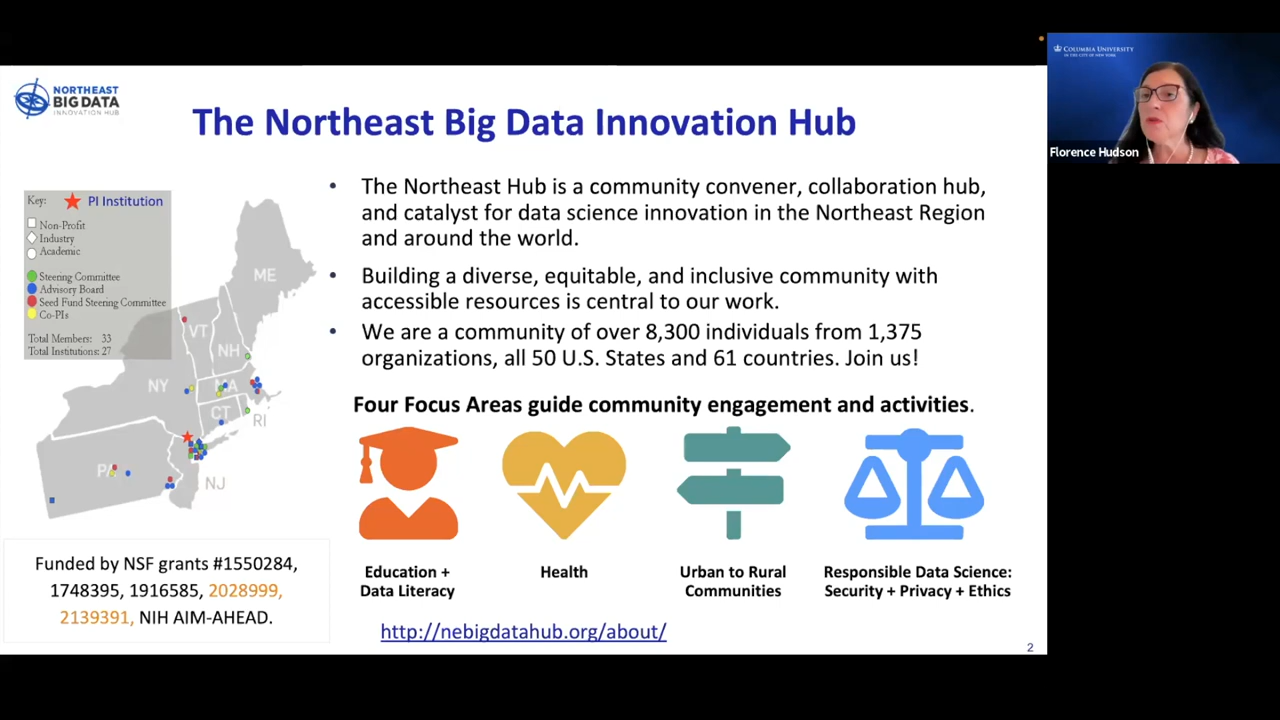 COLUMBIA UNIVERSITY
IN THE CITY OF NEW YORK
Florence Hudson
NORTHEAST
BIG DATA
INNOVATION HUB
The Northeast Big Data Innovation Hub
Key:
PI Institution
Non-Profit
Industry
Academic
Steering Committee
Advisory Board
Seed Fund Steering Committee
Co-PIs
Total Members: 33
Total Institutions: 27
ME
VT
NH
NY
MA
CT
RI
PA
NJ
• The Northeast Hub is a community convener, collaboration hub,
and catalyst for data science innovation in the Northeast Region
and around the world.
• Building a diverse, equitable, and inclusive community with
accessible resources is central to our work.
• We are a community of over 8,300 individuals from 1,375
organizations, all 50 U.S. States and 61 countries. Join us!
Four Focus Areas guide community engagement and activities.
Education +
Data Literacy
Health
Urban to Rural
Communities
Responsible Data Science:
Security + Privacy + Ethics
Funded by NSF grants #1550284,
1748395, 1916585, 2028999,
2139391, NIH AIM-AHEAD.
http://nebigdatahub.org/about/
2